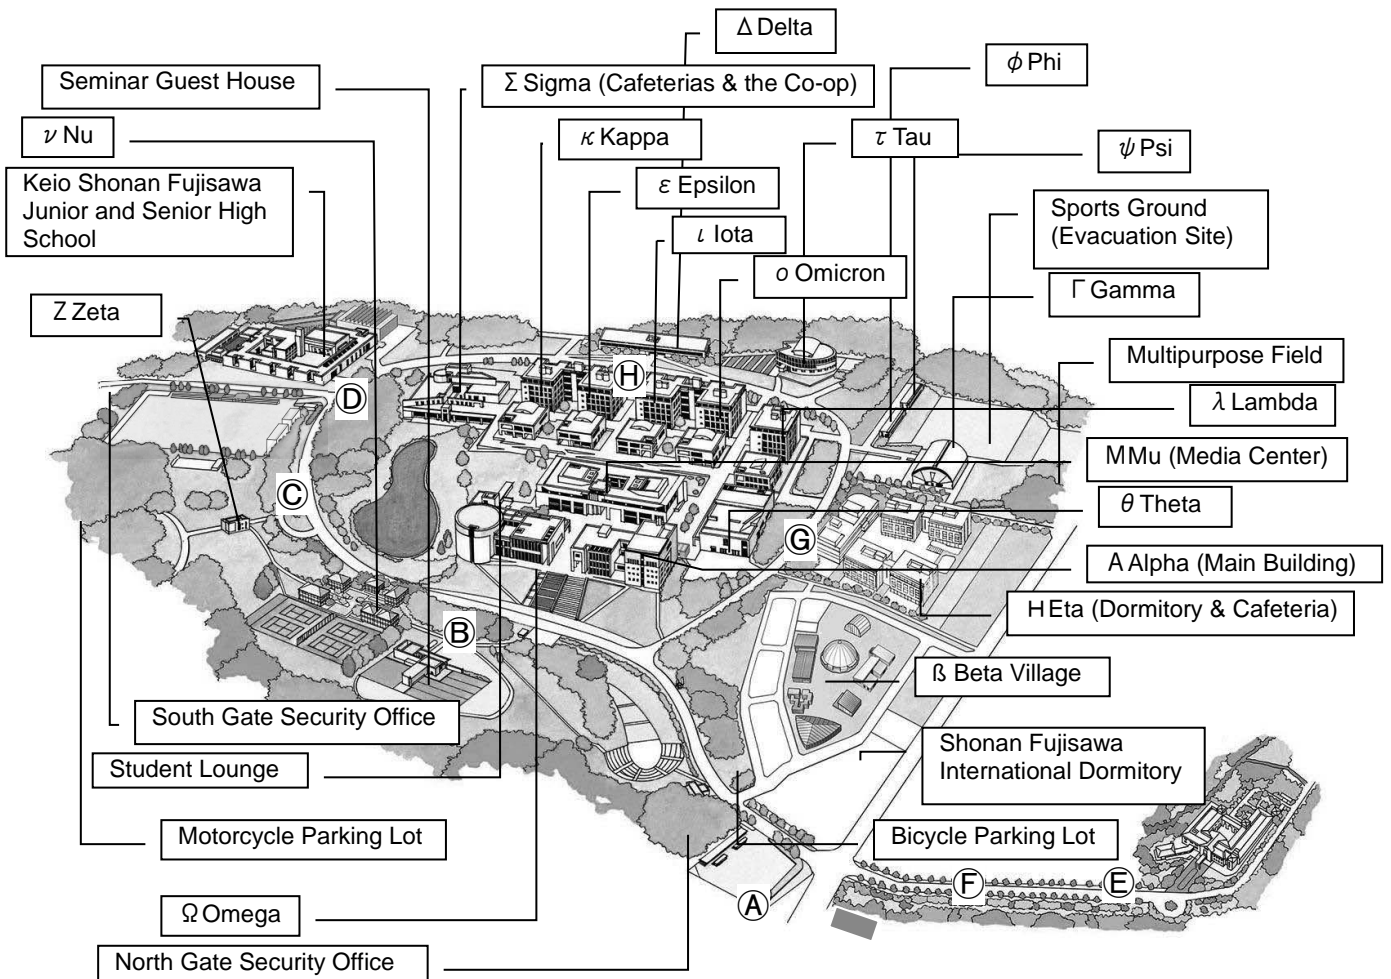 Δ Delta
φ Phi
Seminar Guest House
Σ Sigma (Cafeterias & the Co-op)
ν Nu
κ Kappa
τ Tau
ψ Psi
Keio Shonan Fujisawa
Junior and Senior High
School
ε Epsilon
Sports Ground
(Evacuation Site)
ι Iota
ο Omicron
Γ Gamma
Ζ Zeta
Multipurpose Field
Ⓗ
Ⓓ
λ Lambda
Μ Mu (Media Center)
Ⓒ
θ Theta
Ⓖ
Α Alpha (Main Building)
Η Eta (Dormitory & Cafeteria)
Ⓑ
ß Beta Village
South Gate Security Office
Shonan Fujisawa
International Dormitory
Student Lounge
Motorcycle Parking Lot
Bicycle Parking Lot
Ⓕ
Ⓔ
Ⓐ
Ω Omega
North Gate Security Office